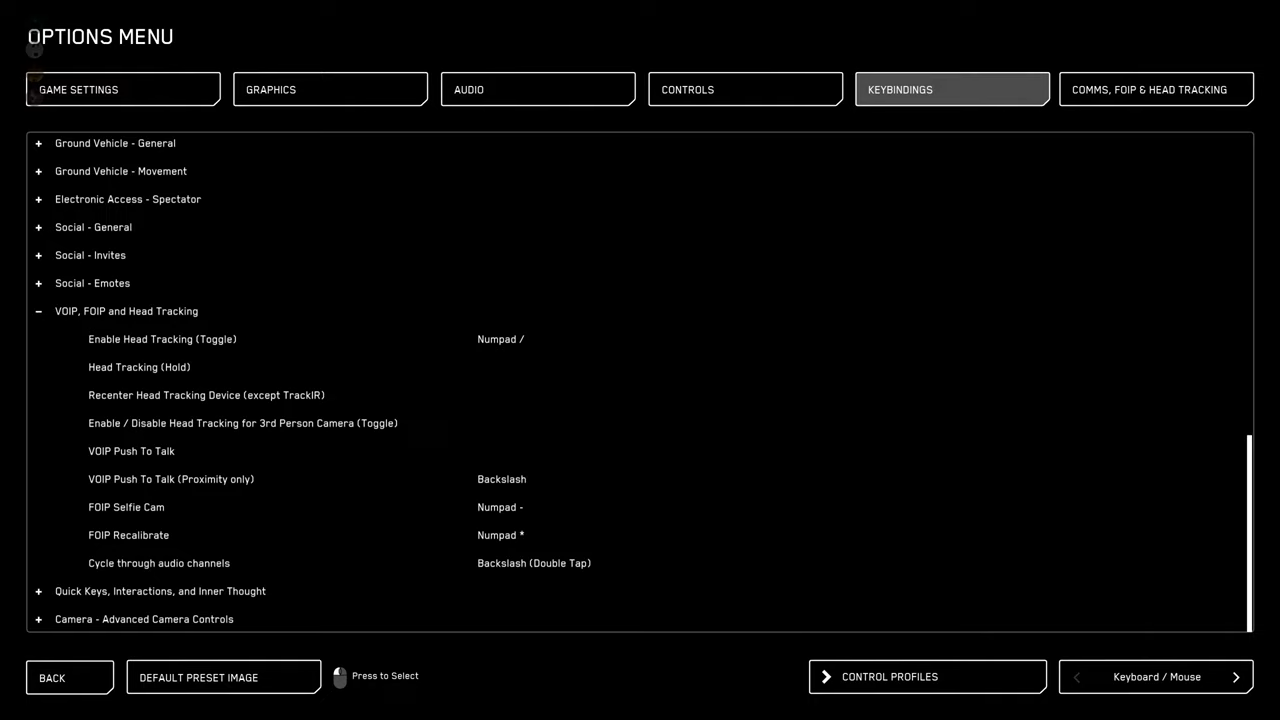 OPTIONS MENU
GAME SETTINGS
GRAPHICS
AUDIO
CONTROLS
KEYBINDINGS
COMMS, FOIP & HEAD TRACKING
+ Ground Vehicle - General
+ Ground Vehicle - Movement
+ Electronic Access - Spectator
+ Social - General
+ Social - Invites
+ Social - Emotes
− VOIP, FOIP and Head Tracking
Enable Head Tracking (Toggle) Numpad /
Head Tracking (Hold)
Recenter Head Tracking Device (except TrackIR)
Enable / Disable Head Tracking for 3rd Person Camera (Toggle)
VOIP Push To Talk
VOIP Push To Talk (Proximity only) Backslash
FOIP Selfie Cam Numpad -
FOIP Recalibrate Numpad *
Cycle through audio channels Backslash (Double Tap)
+ Quick Keys, Interactions, and Inner Thought
+ Camera - Advanced Camera Controls
BACK
DEFAULT PRESET IMAGE
Press to Select
CONTROL PROFILES
Keyboard / Mouse